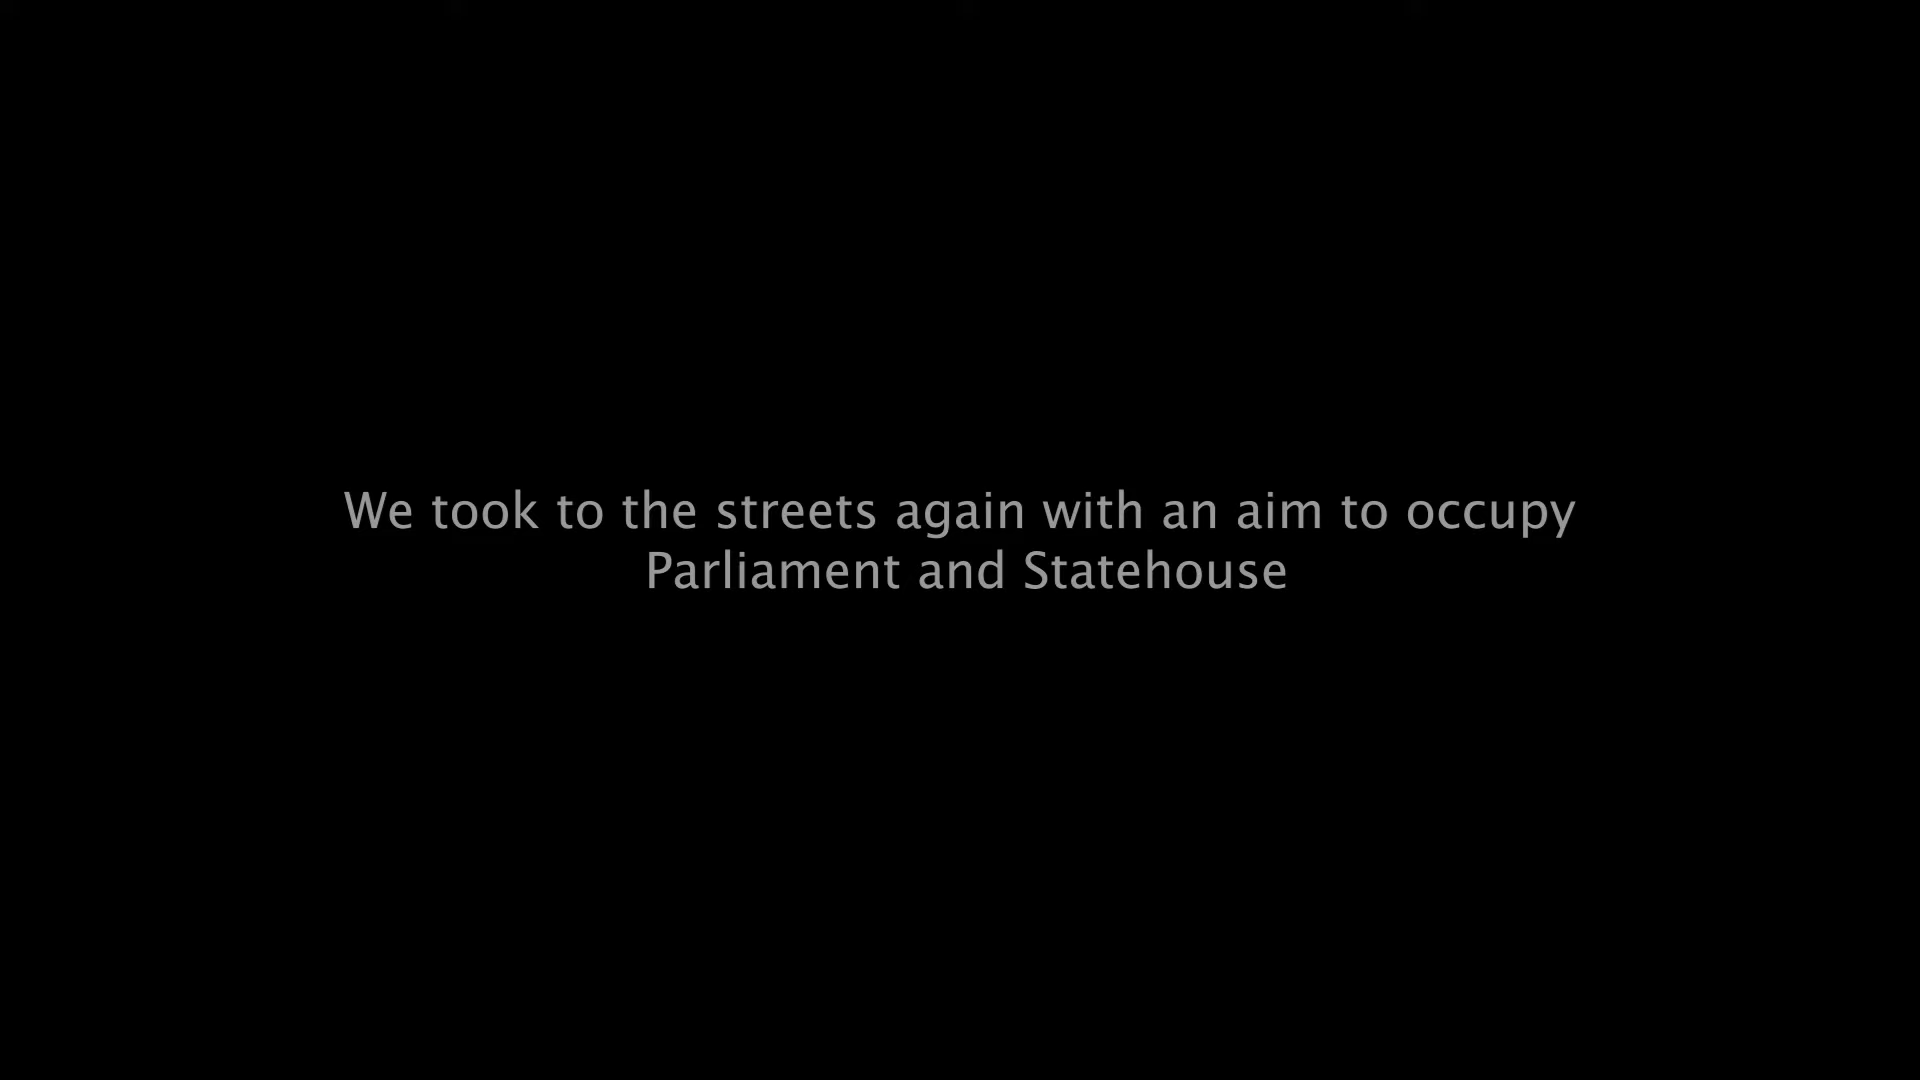 We took to the streets again with an aim to occupy
Parliament and Statehouse